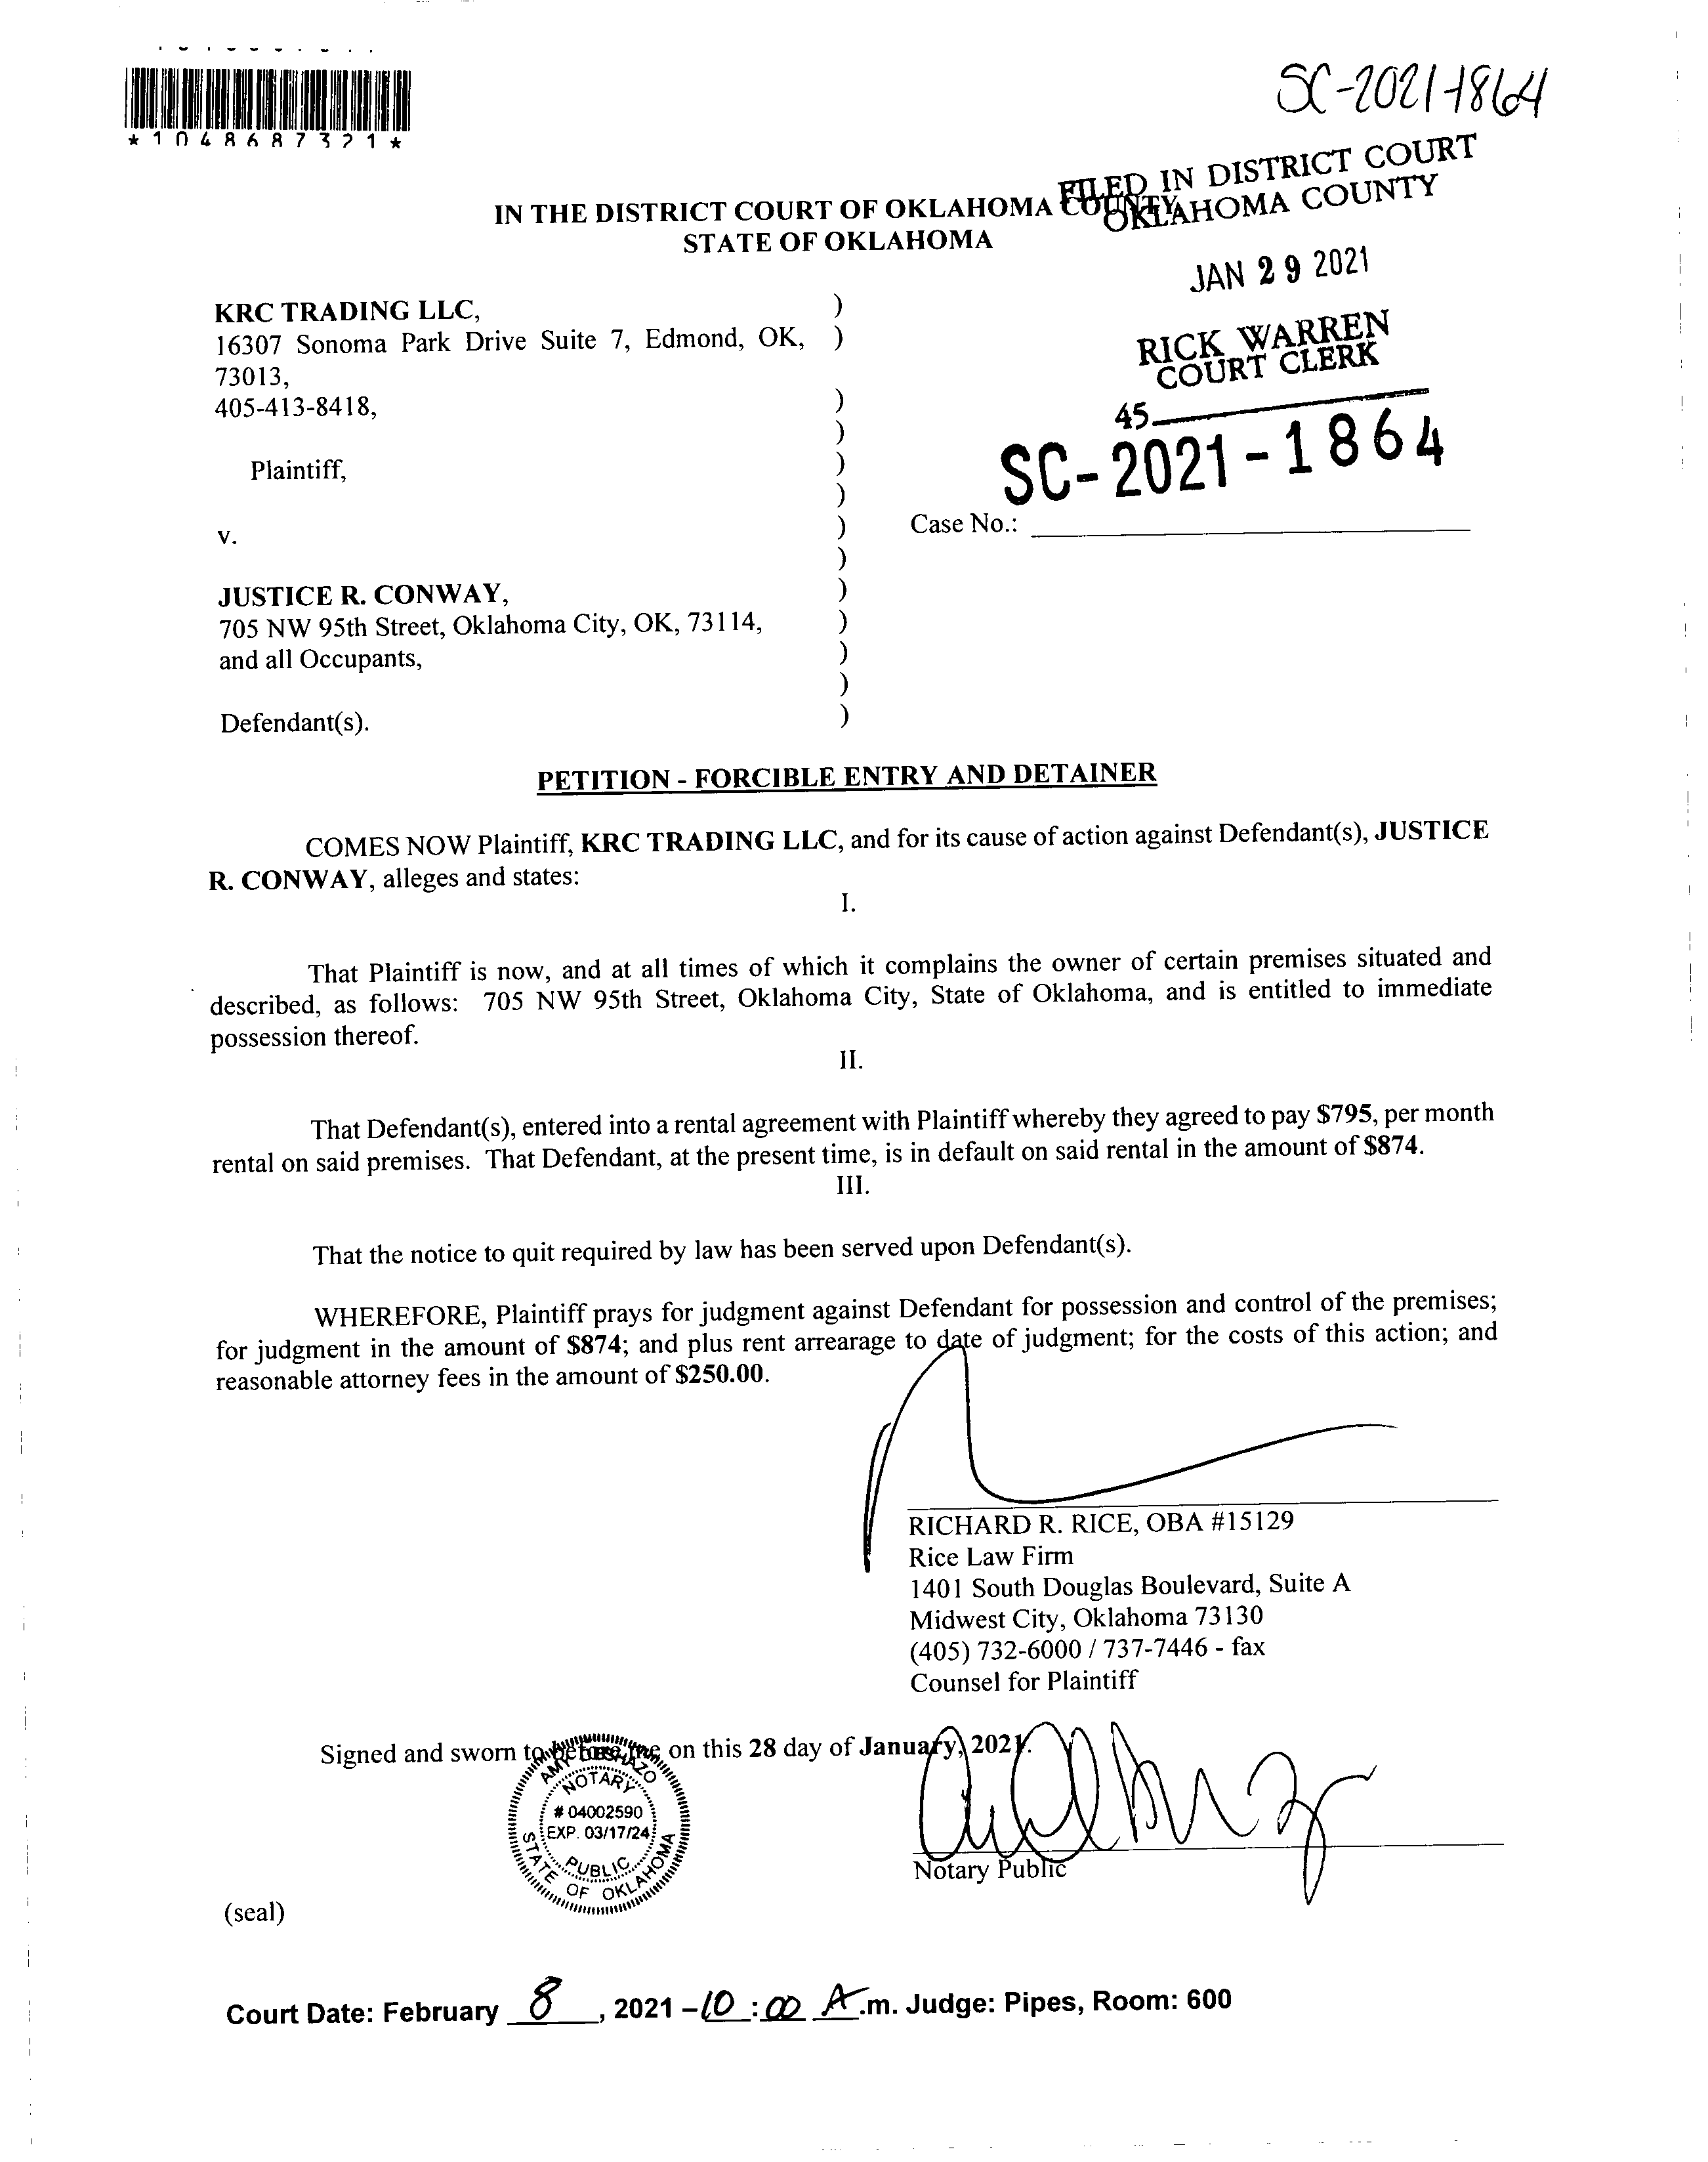 SC-2021-1864
*1048687321*
FILED IN DISTRICT COURT
OKLAHOMA COUNTY
IN THE DISTRICT COURT OF OKLAHOMA COUNTY
STATE OF OKLAHOMA
JAN 29 2021
RICK WARREN
COURT CLERK
45
SC-2021-1864
Case No.:
KRC TRADING LLC, )
16307 Sonoma Park Drive Suite 7, Edmond, OK, )
73013,
405-413-8418, )
)
Plaintiff, )
)
v. )
)
JUSTICE R. CONWAY, )
705 NW 95th Street, Oklahoma City, OK, 73114, )
and all Occupants, )
)
Defendant(s). )
PETITION - FORCIBLE ENTRY AND DETAINER
COMES NOW Plaintiff, KRC TRADING LLC, and for its cause of action against Defendant(s), JUSTICE
R. CONWAY, alleges and states:
I.
That Plaintiff is now, and at all times of which it complains the owner of certain premises situated and
described, as follows: 705 NW 95th Street, Oklahoma City, State of Oklahoma, and is entitled to immediate
possession thereof.
II.
That Defendant(s), entered into a rental agreement with Plaintiff whereby they agreed to pay $795, per month
rental on said premises. That Defendant, at the present time, is in default on said rental in the amount of $874.
III.
That the notice to quit required by law has been served upon Defendant(s).
WHEREFORE, Plaintiff prays for judgment against Defendant for possession and control of the premises;
for judgment in the amount of $874; and plus rent arrearage to date of judgment; for the costs of this action; and
reasonable attorney fees in the amount of $250.00.
RICHARD R. RICE, OBA #15129
Rice Law Firm
1401 South Douglas Boulevard, Suite A
Midwest City, Oklahoma 73130
(405) 732-6000 / 737-7446 - fax
Counsel for Plaintiff
Signed and sworn to before me on this 28 day of January, 2021.
AMY DESHAZO
NOTARY
# 04002590
EXP. 03/17/24
PUBLIC
STATE OF OKLAHOMA
Notary Public
(seal)
Court Date: February 8, 2021 - 10:00 A.m. Judge: Pipes, Room: 600